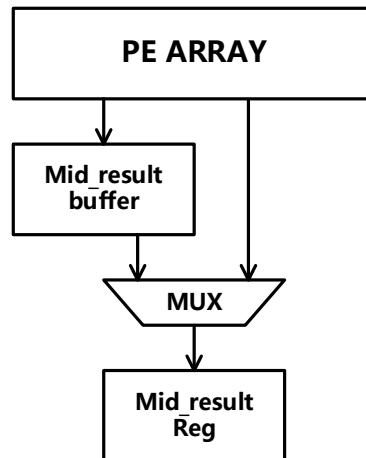 PE ARRAY
Mid_result
buffer
MUX
Mid_result
Reg